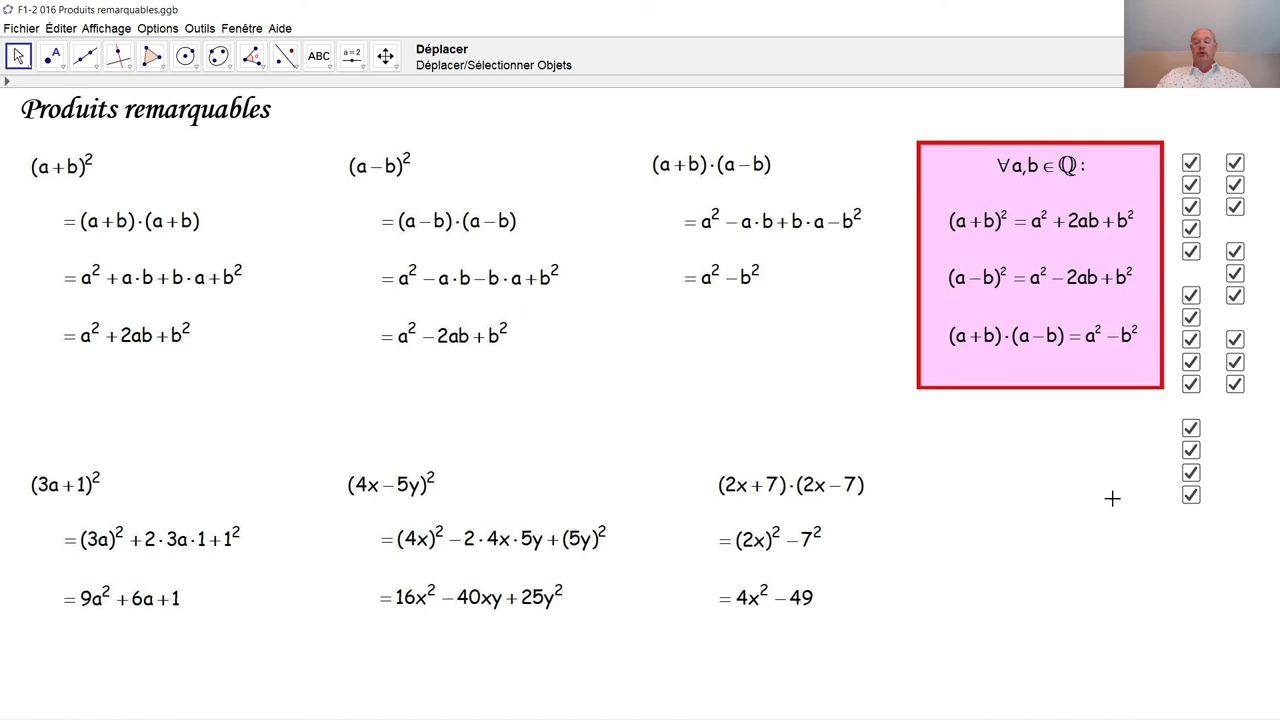 F1-2 016 Produits remarquables.ggb
Fichier Éditer Affichage Options Outils Fenêtre Aide
A ABC a=2
Déplacer
Déplacer/Sélectionner Objets
Produits remarquables
(a+b)²
=(a+b)·(a+b)
=a²+a·b+b·a+b²
=a²+2ab+b²
(a−b)²
=(a−b)·(a−b)
=a²−a·b−b·a+b²
=a²−2ab+b²
(a+b)·(a−b)
=a²−a·b+b·a−b²
=a²−b²
∀a,b∈ℚ:
(a+b)²=a²+2ab+b²
(a−b)²=a²−2ab+b²
(a+b)·(a−b)=a²−b²
(3a+1)²
=(3a)²+2·3a·1+1²
=9a²+6a+1
(4x−5y)²
=(4x)²−2·4x·5y+(5y)²
=16x²−40xy+25y²
(2x+7)·(2x−7)
=(2x)²−7²
=4x²−49